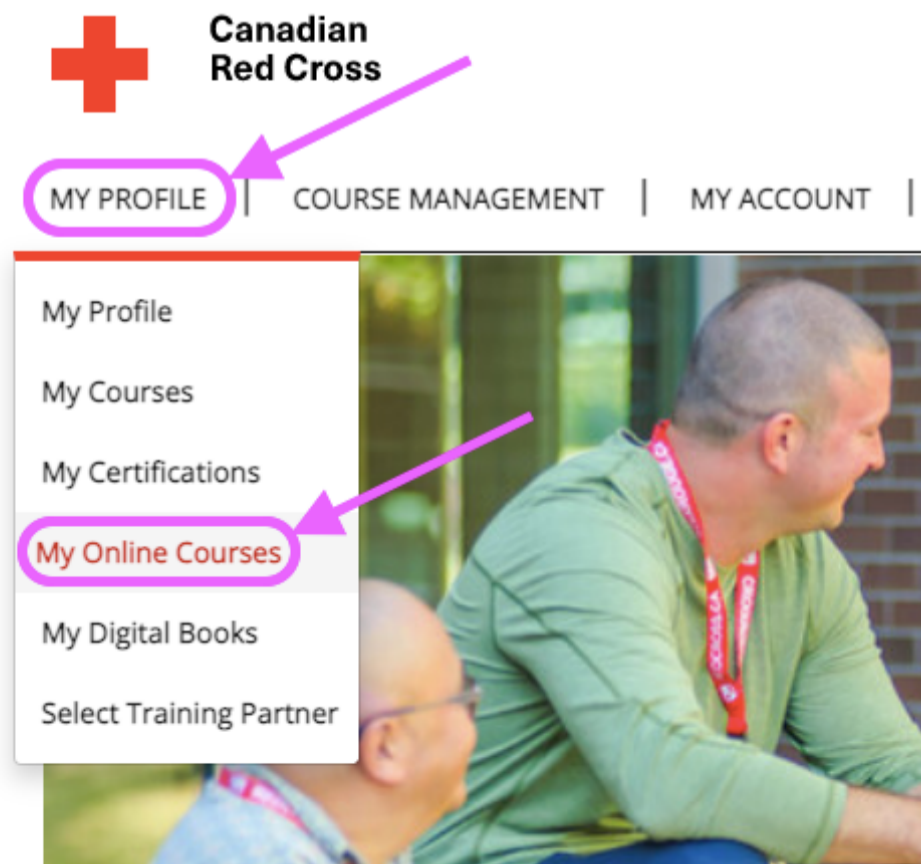 Canadian
Red Cross
MY PROFILE | COURSE MANAGEMENT | MY ACCOUNT |
My Profile
My Courses
My Certifications
My Online Courses
My Digital Books
Select Training Partner